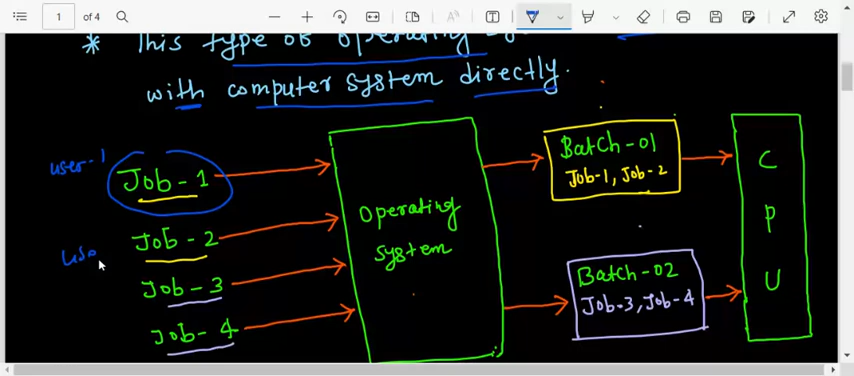 1 of 4
* This type of operating
with computer system directly.
user-1
Job-1
Job-2
Job-3
Job-4
Operating
system
Batch-01
Job-1, Job-2
Batch-02
Job-3, Job-4
C
P
U